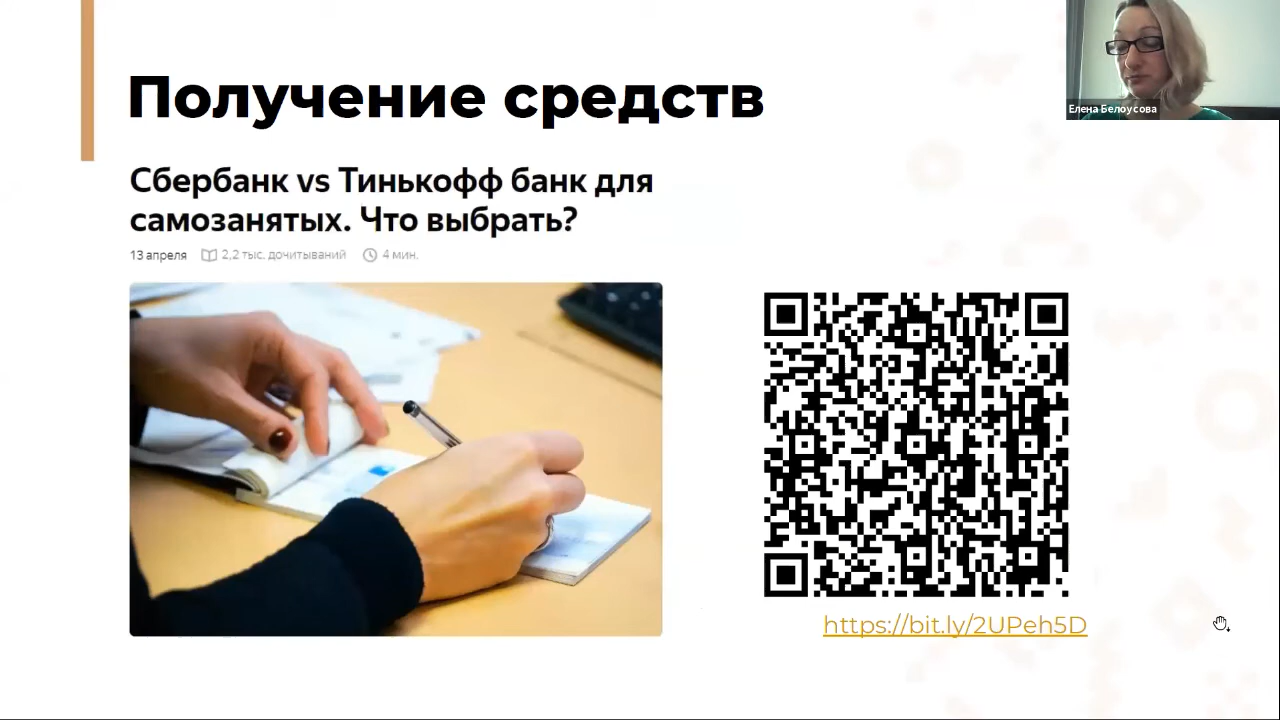 Получение средств
Елена Белоусова
Сбербанк vs Тинькофф банк для
самозанятых. Что выбрать?
13 апреля 2,2 тыс. дочитываний 4 мин.
https://bit.ly/2UPeh5D